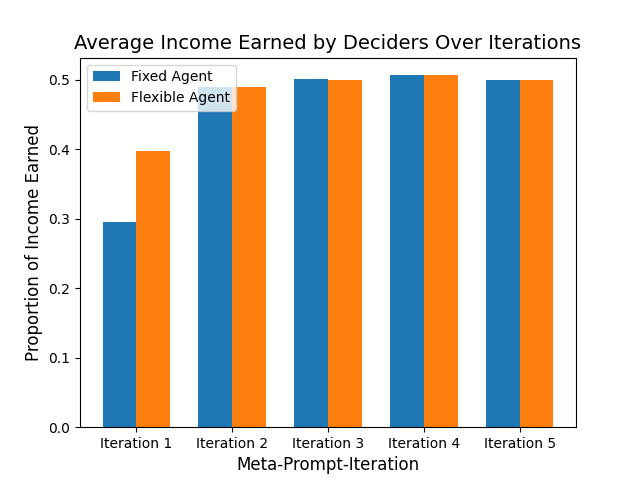 Average Income Earned by Deciders Over Iterations
Fixed Agent
Flexible Agent
Proportion of Income Earned
0.5
0.4
0.3
0.2
0.1
0.0
Iteration 1 Iteration 2 Iteration 3 Iteration 4 Iteration 5
Meta-Prompt-Iteration